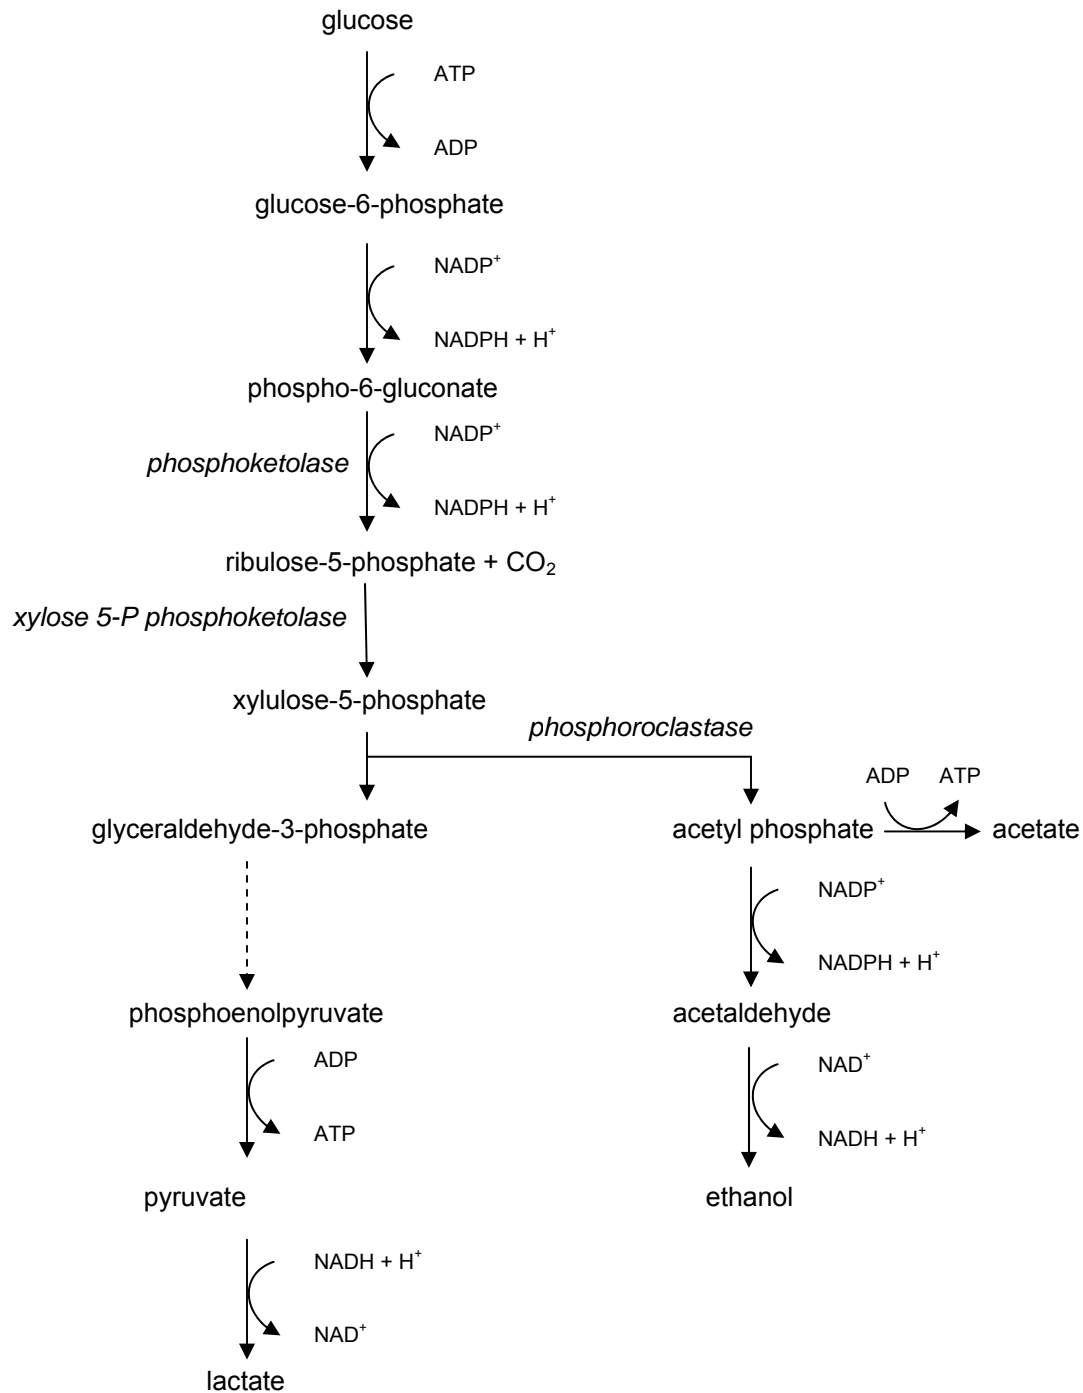 glucose
ATP
ADP
glucose-6-phosphate
NADP⁺
NADPH + H⁺
phospho-6-gluconate
NADP⁺
phosphoketolase
NADPH + H⁺
ribulose-5-phosphate + CO₂
xylose 5-P phosphoketolase
xylulose-5-phosphate
phosphoroclastase
ADP ATP
glyceraldehyde-3-phosphate
acetyl phosphate
acetate
NADP⁺
NADPH + H⁺
phosphoenolpyruvate
acetaldehyde
ADP
NAD⁺
ATP
NADH + H⁺
pyruvate
ethanol
NADH + H⁺
NAD⁺
lactate